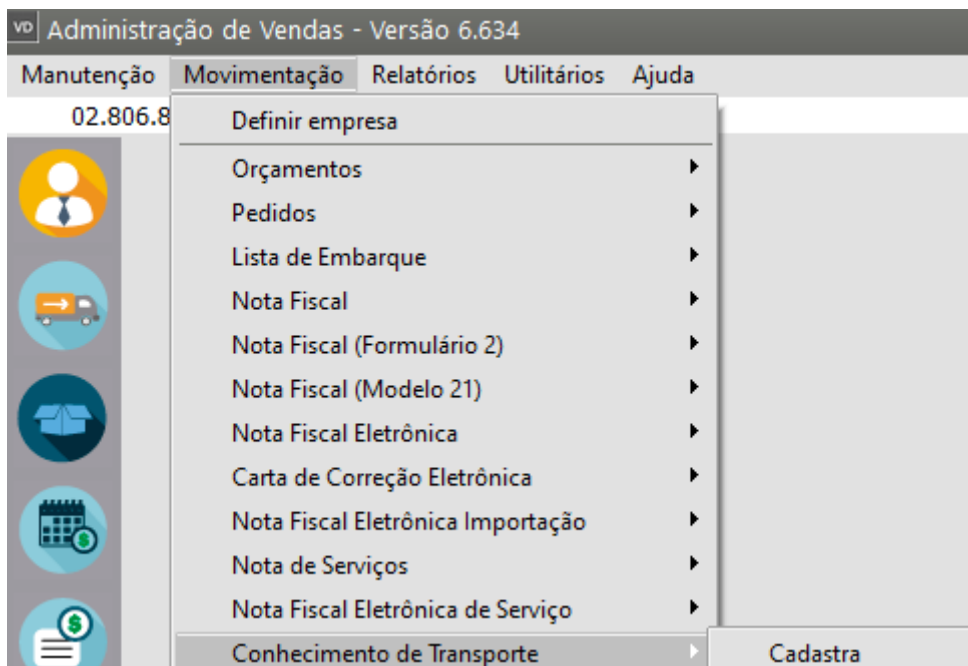 VD Administração de Vendas - Versão 6.634
Manutenção Movimentação Relatórios Utilitários Ajuda
02.806.8
Definir empresa
Orçamentos
Pedidos
Lista de Embarque
Nota Fiscal
Nota Fiscal (Formulário 2)
Nota Fiscal (Modelo 21)
Nota Fiscal Eletrônica
Carta de Correção Eletrônica
Nota Fiscal Eletrônica Importação
Nota de Serviços
Nota Fiscal Eletrônica de Serviço
Conhecimento de Transporte Cadastra